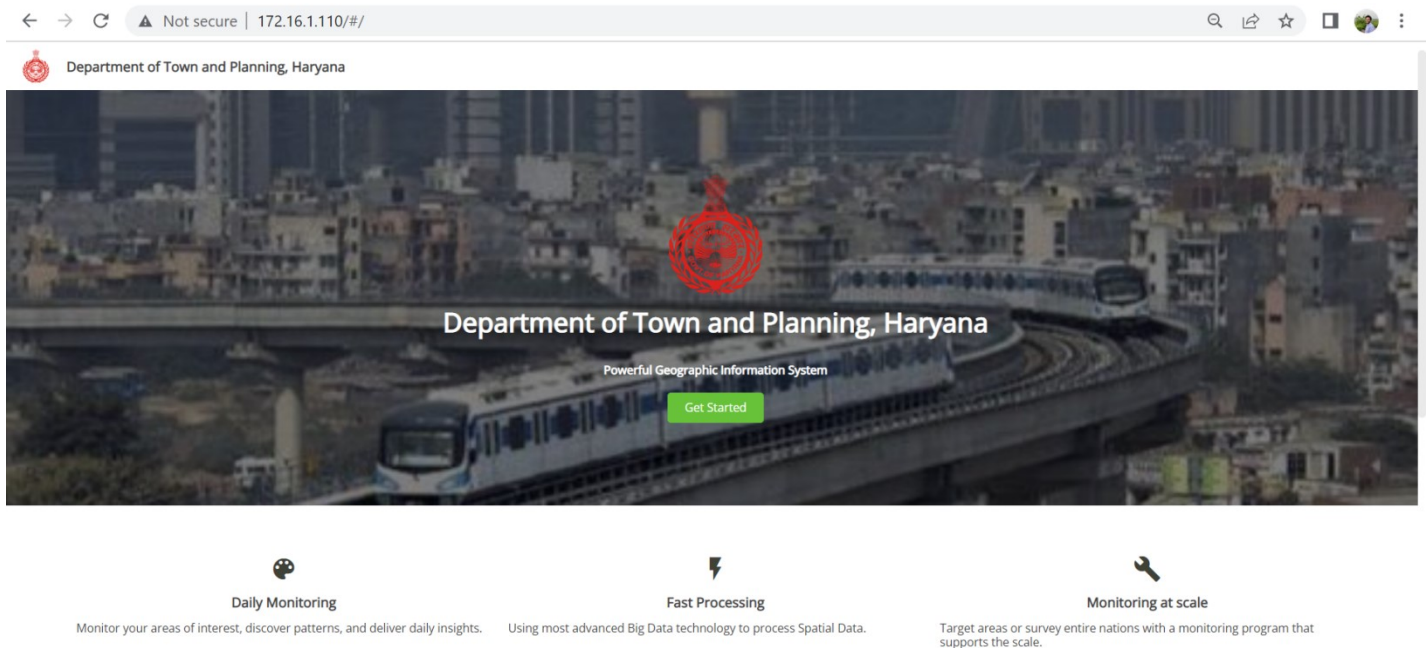 Not secure | 172.16.1.110/#/
Department of Town and Planning, Haryana
Department of Town and Planning, Haryana
Powerful Geographic Information System
Get Started
Daily Monitoring
Monitor your areas of interest, discover patterns, and deliver daily insights.
Fast Processing
Using most advanced Big Data technology to process Spatial Data.
Monitoring at scale
Target areas or survey entire nations with a monitoring program that
supports the scale.